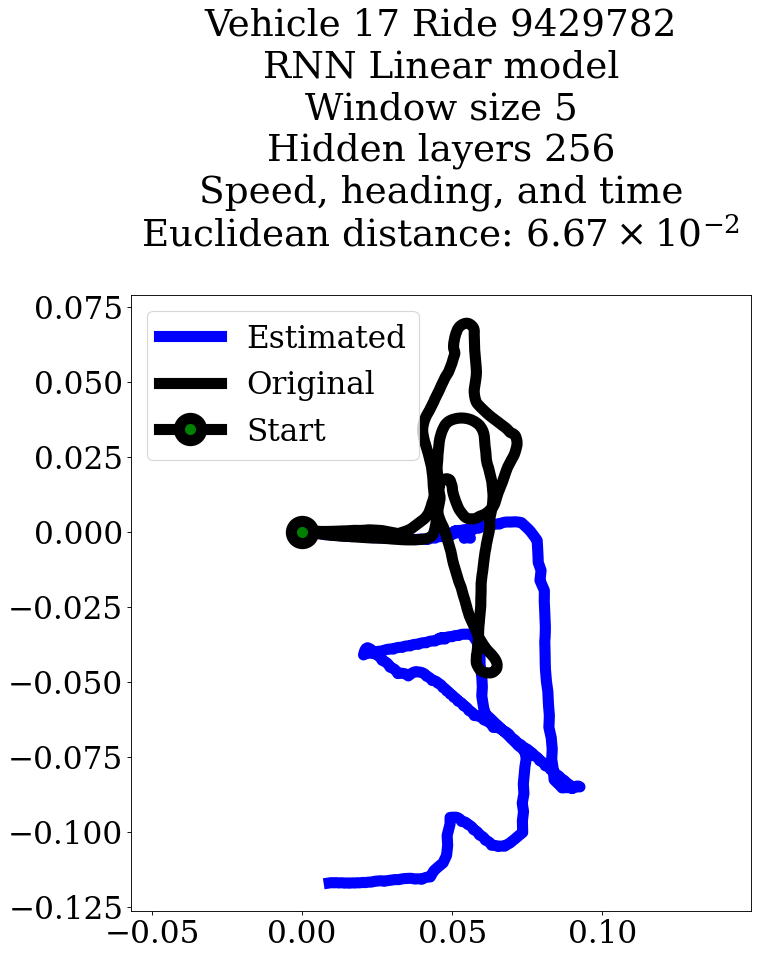 Vehicle 17 Ride 9429782
RNN Linear model
Window size 5
Hidden layers 256
Speed, heading, and time
Euclidean distance: 6.67 × 10⁻²
Estimated
Original
Start
0.075
0.050
0.025
0.000
−0.025
−0.050
−0.075
−0.100
−0.125
−0.05 0.00 0.05 0.10